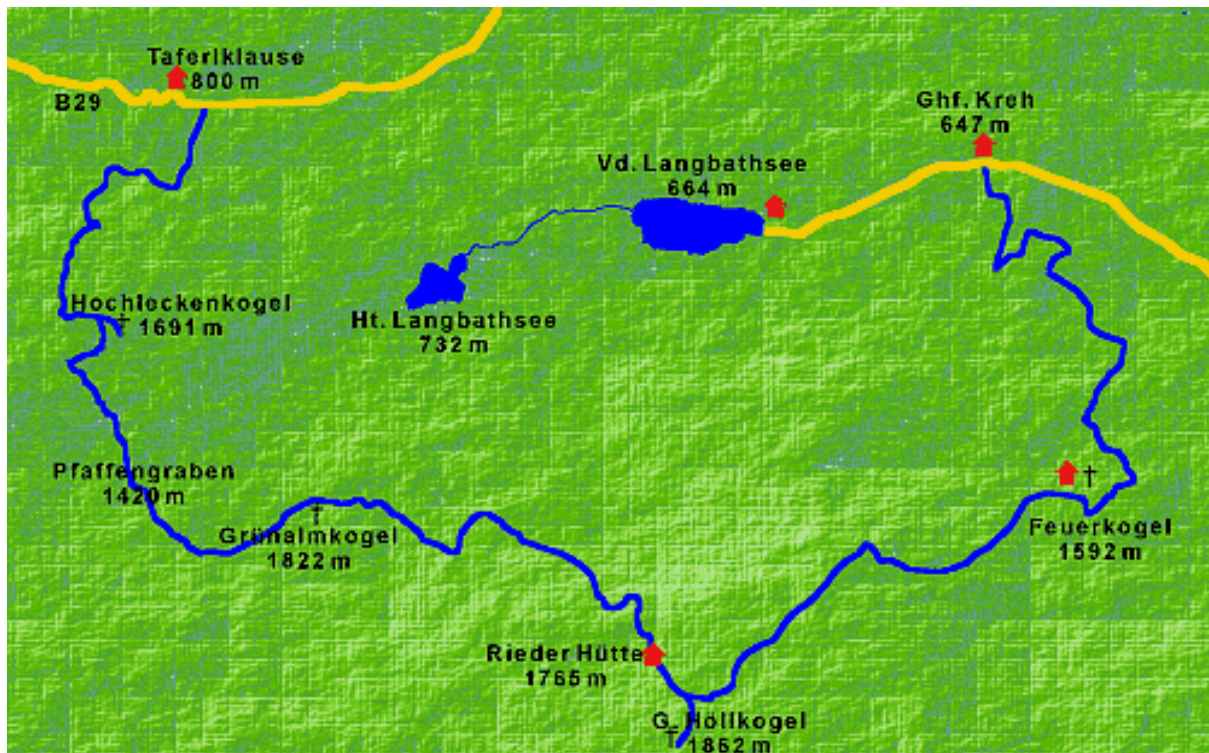 Taferlklause
800 m
B29
Ghf. Kreh
647 m
Vd. Langbathsee
664 m
Hochleckenkogel
1691 m
Ht. Langbathsee
732 m
Pfaffengraben
1420 m
Grünalmkogel
1822 m
Feuerkogel
1592 m
Rieder Hütte
1765 m
G. Höllkogel
1862 m